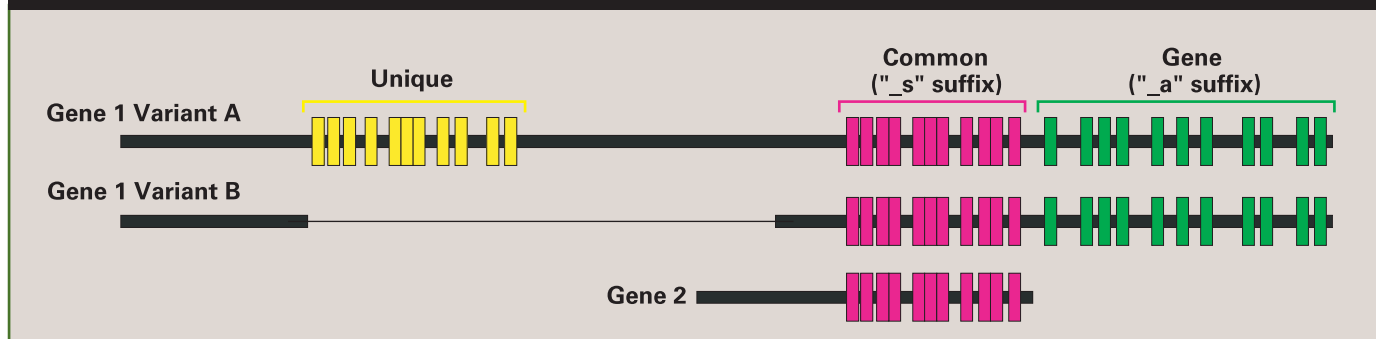 Unique
Common
("_s" suffix)
Gene
("_a" suffix)
Gene 1 Variant A
Gene 1 Variant B
Gene 2